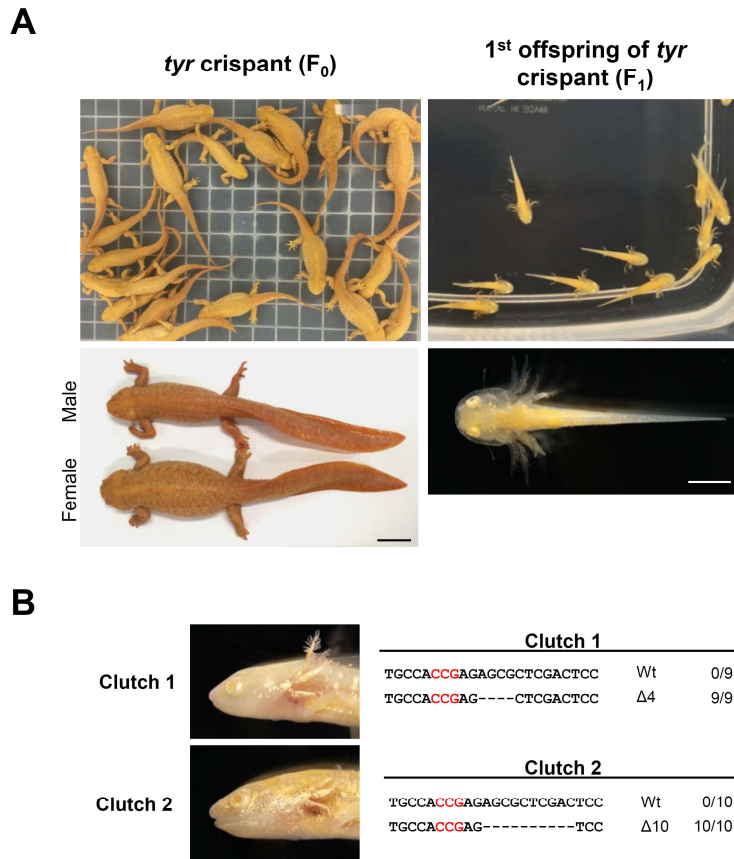 A
tyr crispant (F0)
1st offspring of tyr
crispant (F1)
Male
Female
B
Clutch 1
Clutch 1
TGCCACCGAGAGCGCTCGACTCC Wt 0/9
TGCCACCGAG----CTCGACTCC Δ4 9/9
Clutch 2
Clutch 2
TGCCACCGAGAGCGCTCGACTCC Wt 0/10
TGCCACCGAG----------TCC Δ10 10/10